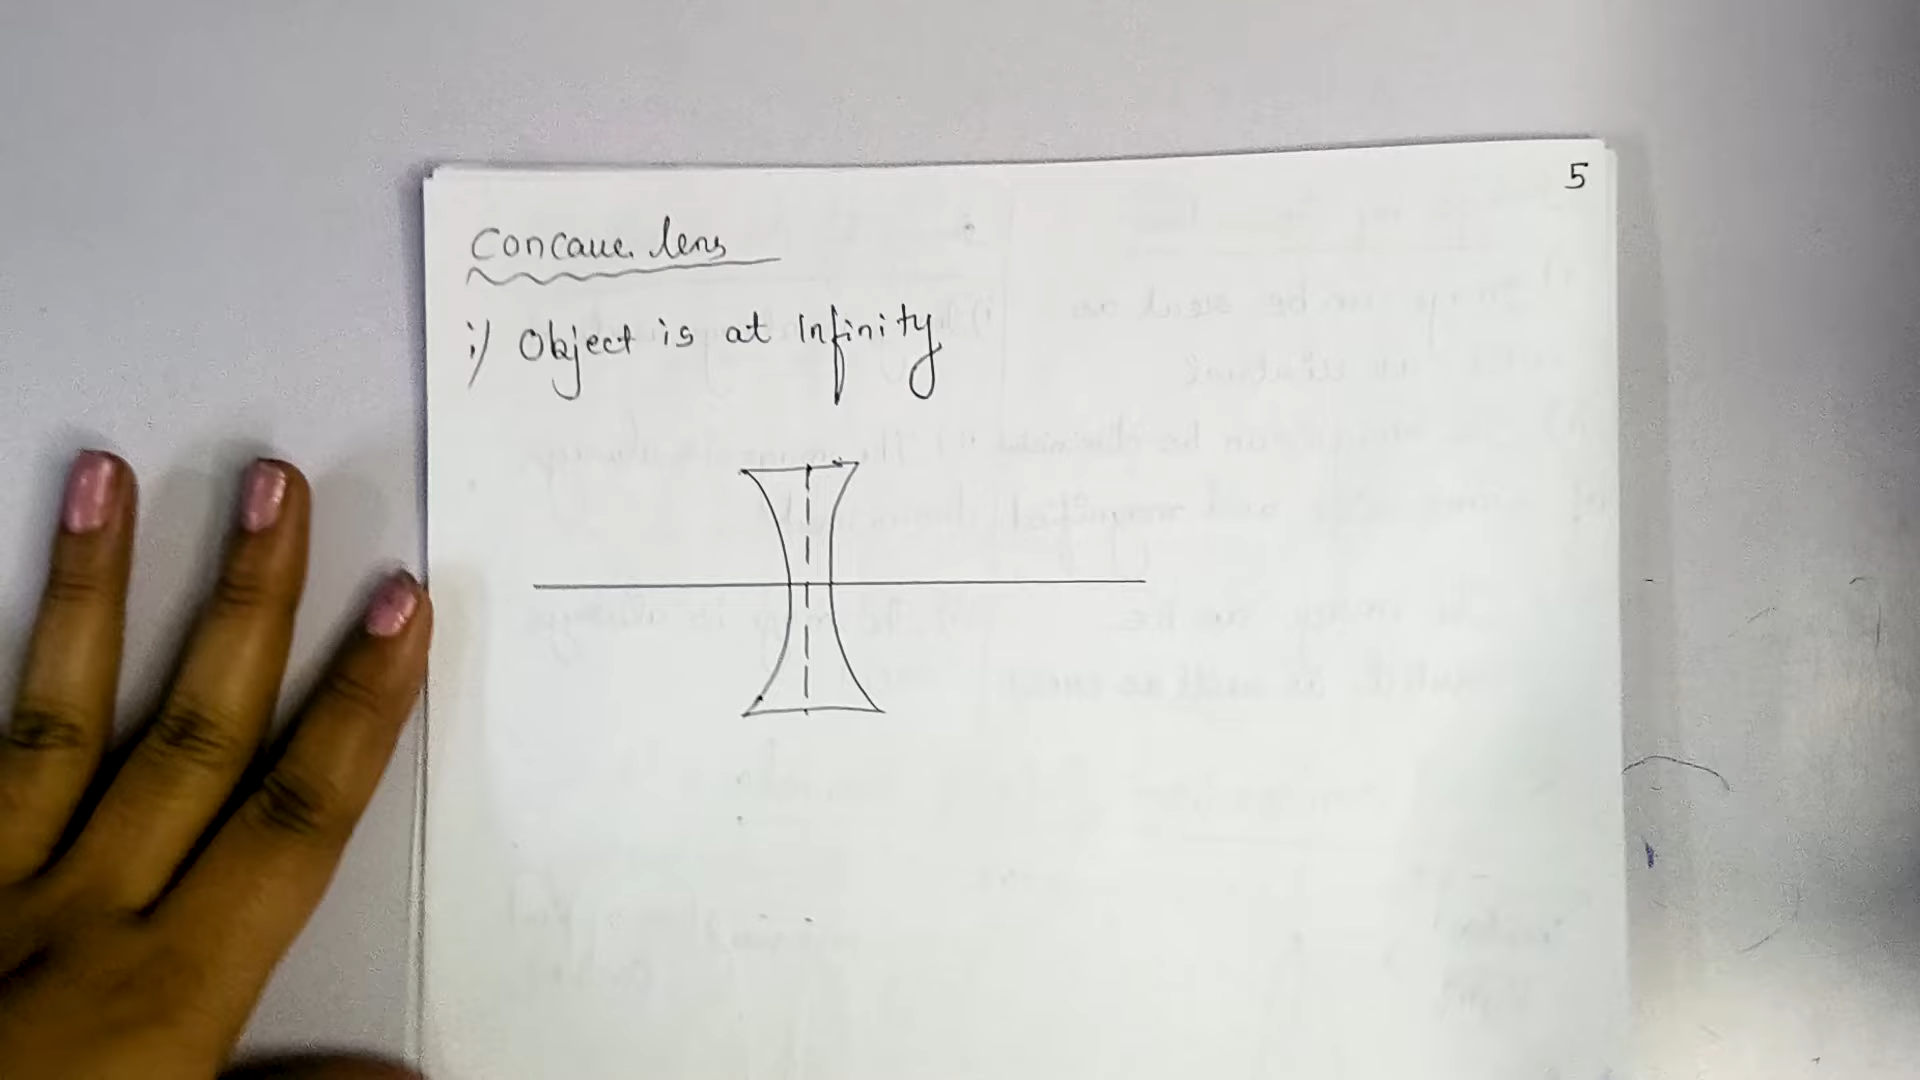 5
Concave lens
i) Object is at infinity